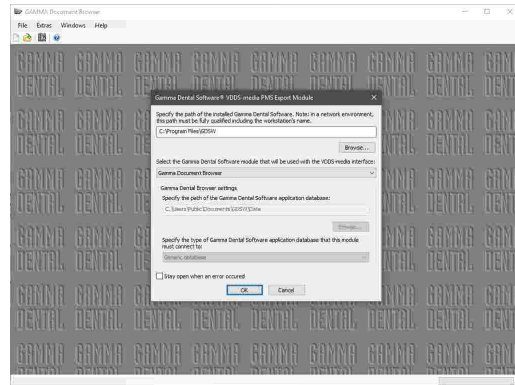 GAMMA Document Browser
File Extras Windows Help
Gamma Dental Software® VDDS-media PMS Export Module
Specify the path of the installed Gamma Dental Software. Note: in a network environment,
this path must be fully qualified including the workstation's name.
C:\Program Files\GDSW
Browse...
Select the Gamma Dental Software module that will be used with the VDDS-media interface:
Gamma Document Browser
Gamma Dental Browser settings
Specify the path of the Gamma Dental Software application database:
C:\Users\Public\Documents\GDSW\Data
Browse...
Specify the type of Gamma Dental Software application database that this module
must connect to:
Generic database
Stay open when an error occured
OK Cancel
GAMMA DENTAL